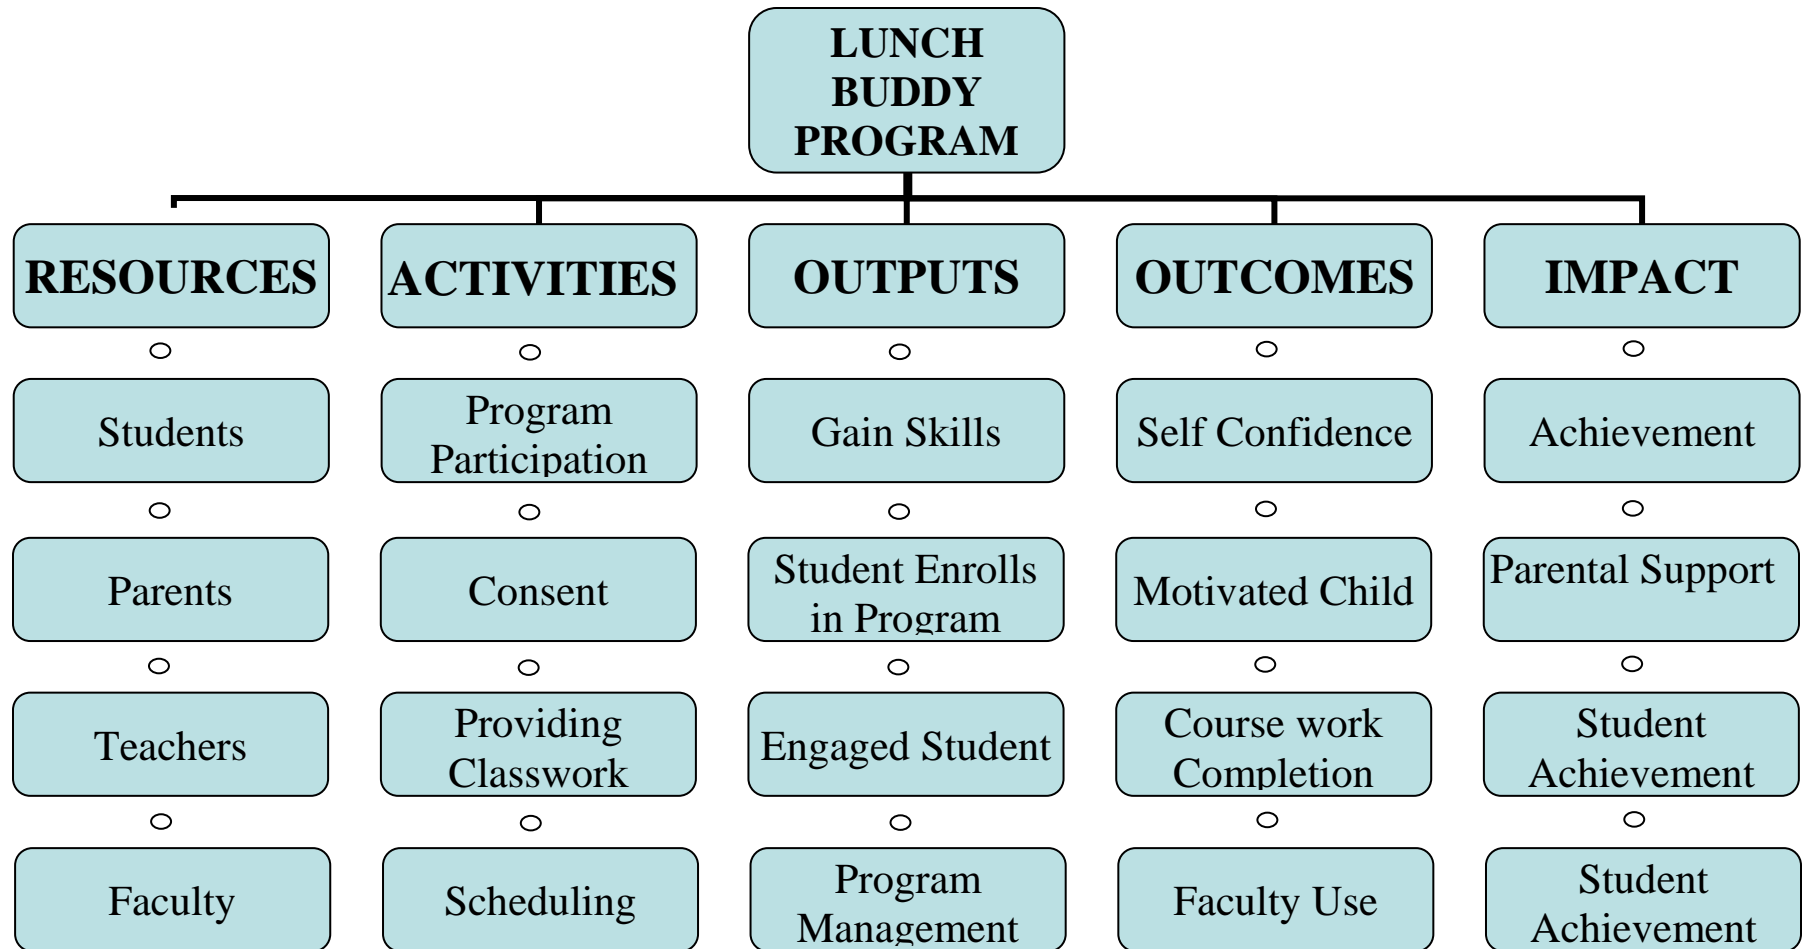 LUNCH
BUDDY
PROGRAM
RESOURCES
ACTIVITIES
OUTPUTS
OUTCOMES
IMPACT
Students
Program
Participation
Gain Skills
Self Confidence
Achievement
Parents
Consent
Student Enrolls
in Program
Motivated Child
Parental Support
Teachers
Providing
Classwork
Engaged Student
Course work
Completion
Student
Achievement
Faculty
Scheduling
Program
Management
Faculty Use
Student
Achievement